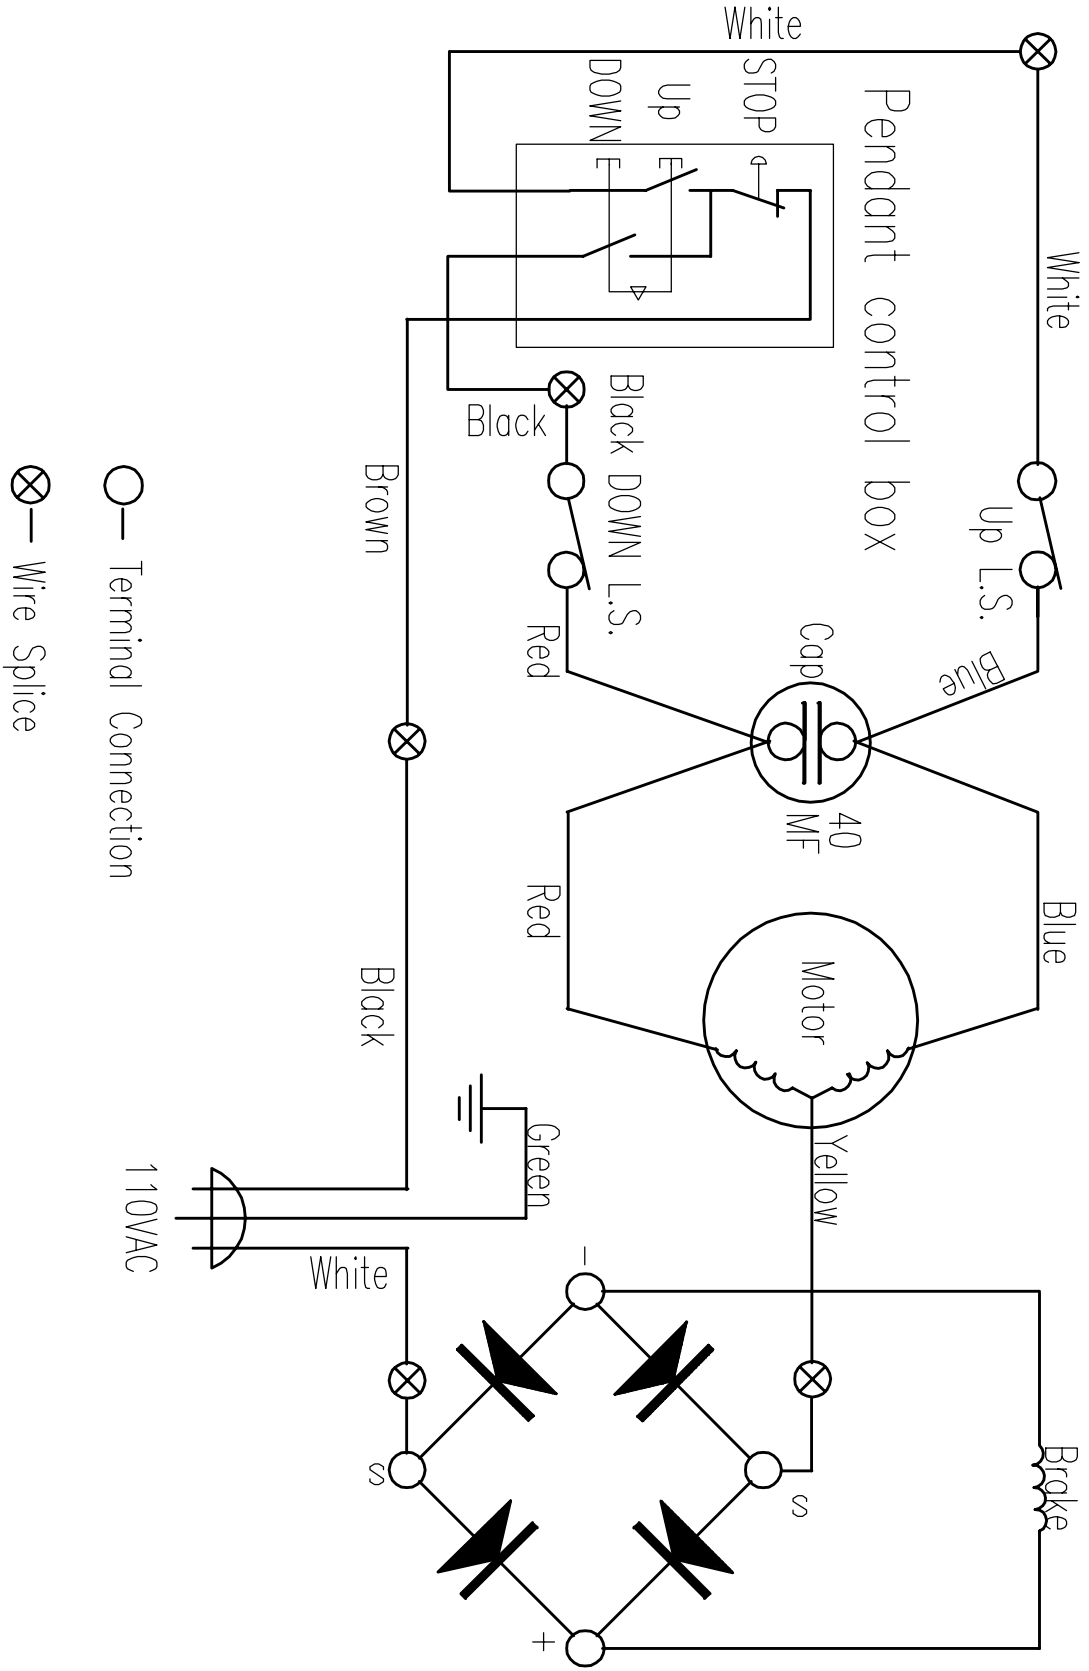 White
White
STOP
Up
DOWN
Pendant control box
Black
Black
DOWN L.S.
Up L.S.
Brown
Red
Blue
Cap
40
MF
Red
Blue
Black
Motor
Green
Yellow
110VAC
White
-
+
S
S
Brake
Terminal Connection
Wire Splice